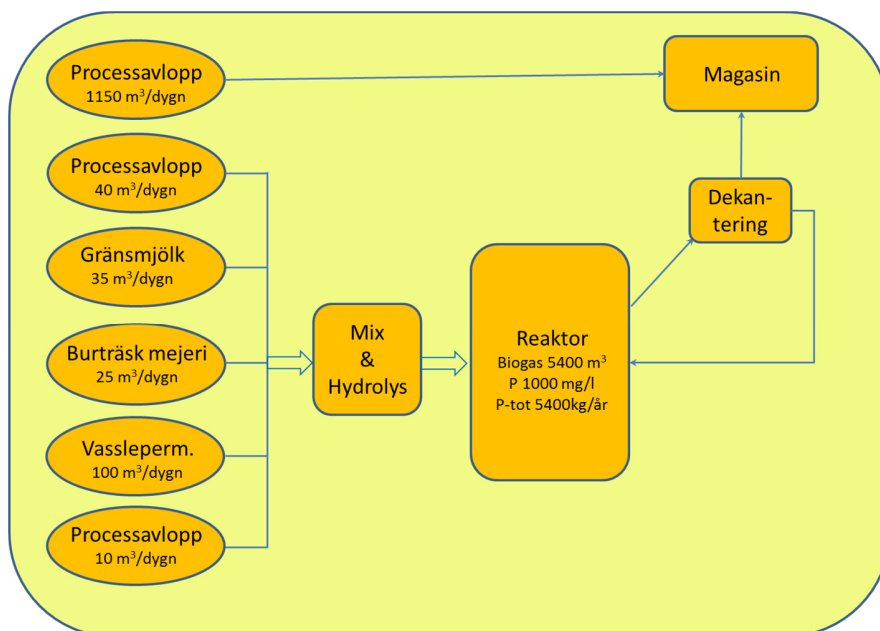 Processavlopp
1150 m³/dygn
Magasin
Processavlopp
40 m³/dygn
Dekan-
tering
Gränsmjölk
35 m³/dygn
Burträsk mejeri
25 m³/dygn
Mix
&
Hydrolys
Reaktor
Biogas 5400 m³
P 1000 mg/l
P-tot 5400kg/år
Vassleperm.
100 m³/dygn
Processavlopp
10 m³/dygn